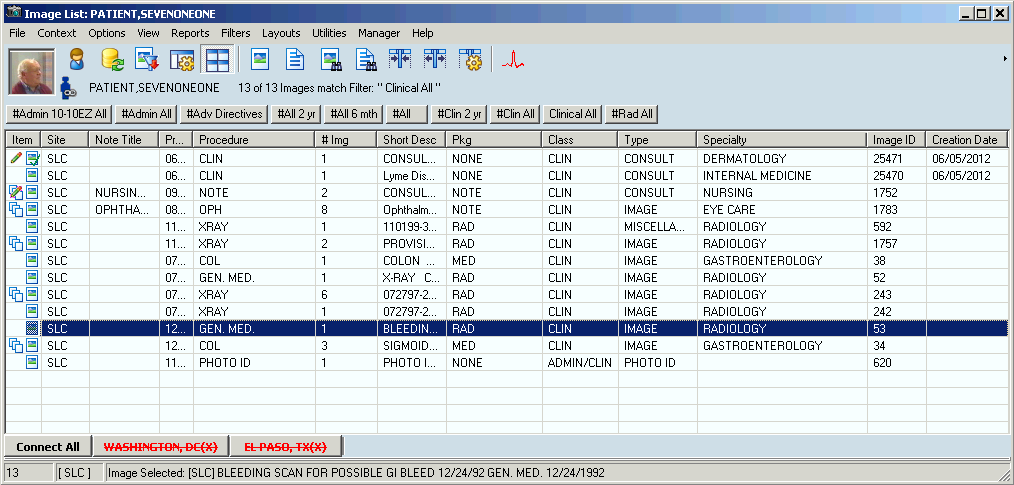 Image List: PATIENT,SEVENONEONE
File Context Options View Reports Filters Layouts Utilities Manager Help
PATIENT,SEVENONEONE 13 of 13 Images match Filter: " Clinical All "
#Admin 10-10EZ All #Admin All #Adv Directives #All 2 yr #All 6 mth #All #Clin 2 yr #Clin All Clinical All #Rad All
Item Site Note Title Pr... Procedure # Img Short Desc Pkg Class Type Specialty Image ID Creation Date
SLC 06... CLIN 1 CONSUL... NONE CLIN CONSULT DERMATOLOGY 25471 06/05/2012
SLC 06... CLIN 1 Lyme Dis... NONE CLIN CONSULT INTERNAL MEDICINE 25470 06/05/2012
SLC NURSIN... 09... NOTE 2 CONSUL... NOTE CLIN CONSULT NURSING 1752
SLC OPHTHA... 08... OPH 8 Ophthalm... NOTE CLIN IMAGE EYE CARE 1783
SLC 11... XRAY 1 110199-3... RAD CLIN MISCELLA... RADIOLOGY 592
SLC 11... XRAY 2 PROVISI... RAD CLIN IMAGE RADIOLOGY 1757
SLC 07... COL 1 COLON ... MED CLIN IMAGE GASTROENTEROLOGY 38
SLC 07... GEN. MED. 1 X-RAY C... RAD CLIN IMAGE RADIOLOGY 52
SLC 07... XRAY 6 072797-2... RAD CLIN IMAGE RADIOLOGY 243
SLC 07... XRAY 1 072797-2... RAD CLIN IMAGE RADIOLOGY 242
SLC 12... GEN. MED. 1 BLEEDIN... RAD CLIN IMAGE RADIOLOGY 53
SLC 12... COL 3 SIGMOID... MED CLIN IMAGE GASTROENTEROLOGY 34
SLC 11... PHOTO ID 1 PHOTO I... NONE ADMIN/CLIN PHOTO ID 620
Connect All WASHINGTON, DC(X) EL PASO, TX(X)
13 [ SLC ] Image Selected: [SLC] BLEEDING SCAN FOR POSSIBLE GI BLEED 12/24/92 GEN. MED. 12/24/1992